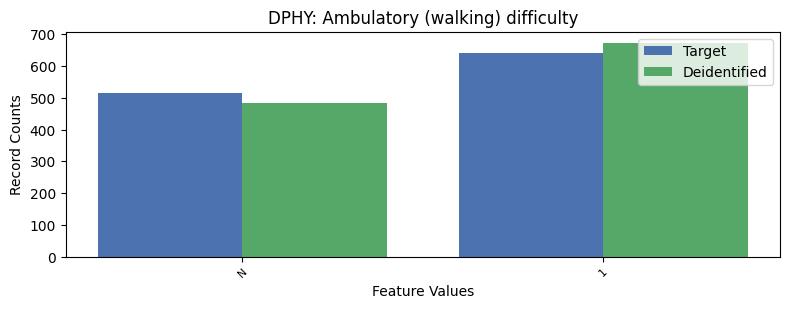 DPHY: Ambulatory (walking) difficulty
Target
Deidentified
Record Counts
700
600
500
400
300
200
100
0
N
1
Feature Values